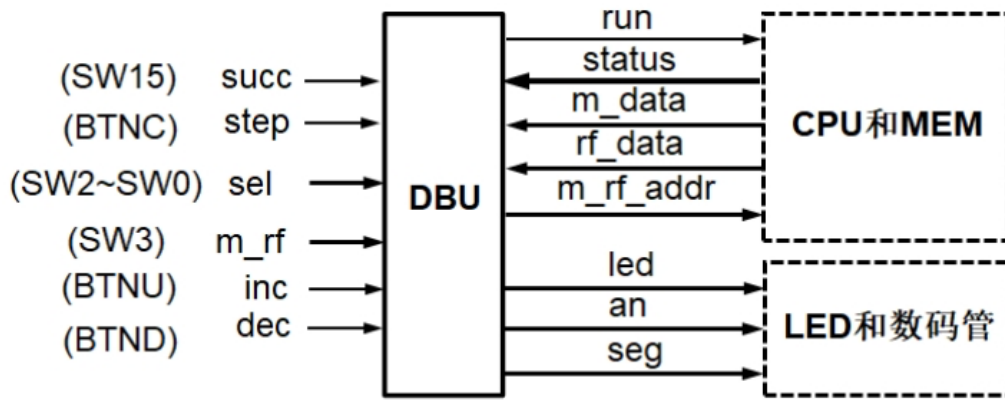 (SW15) succ
(BTNC) step
(SW2~SW0) sel
(SW3) m_rf
(BTNU) inc
(BTND) dec
DBU
run
status
m_data
rf_data
m_rf_addr
CPU和MEM
led
an
seg
LED和数码管